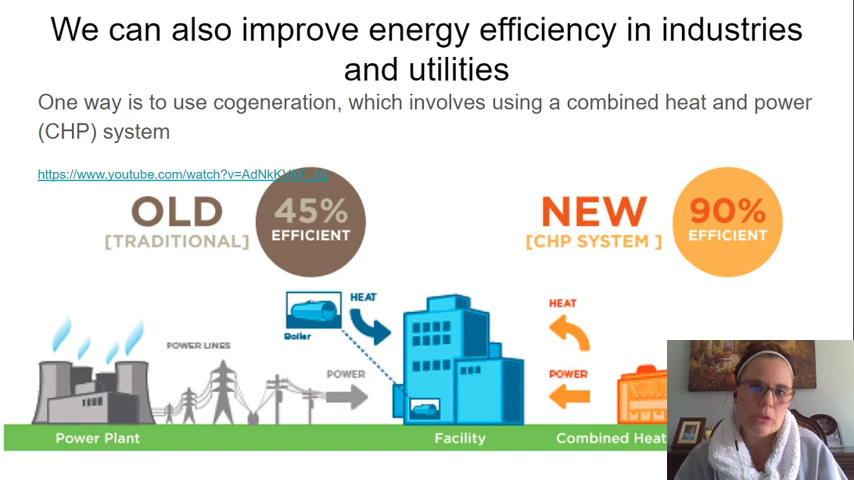 We can also improve energy efficiency in industries
and utilities
One way is to use cogeneration, which involves using a combined heat and power
(CHP) system
https://www.youtube.com/watch?v=AdNkK
OLD
[TRADITIONAL]
45%
EFFICIENT
NEW
[CHP SYSTEM ]
90%
EFFICIENT
HEAT
Boiler
POWER LINES
POWER
HEAT
POWER
Power Plant
Facility
Combined Heat